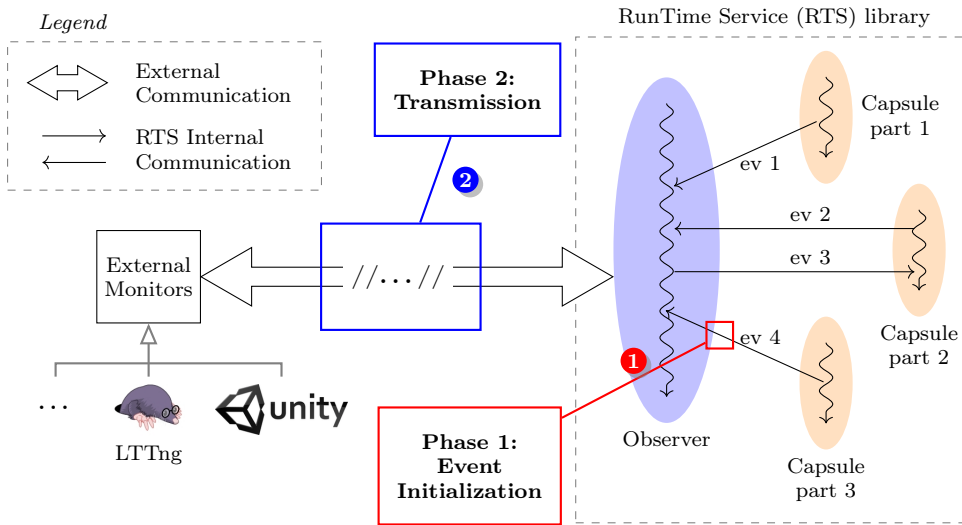 Legend
External
Communication
RTS Internal
Communication
Phase 2:
Transmission
RunTime Service (RTS) library
Capsule
part 1
ev 1
2
ev 2
ev 3
External
Monitors
//...//
ev 4
Capsule
part 2
1
...
unity
LTTng
Phase 1:
Event
Initialization
Observer
Capsule
part 3